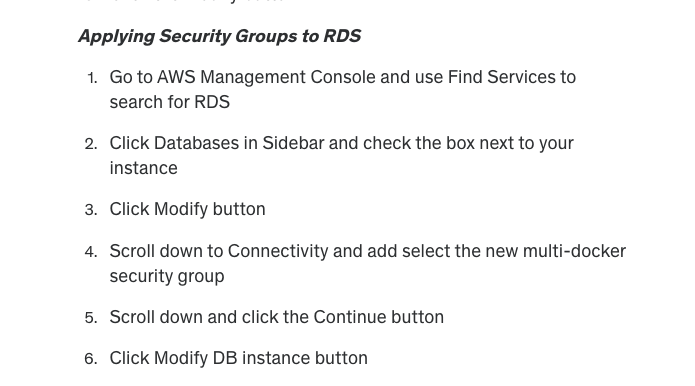 Applying Security Groups to RDS
1. Go to AWS Management Console and use Find Services to
search for RDS
2. Click Databases in Sidebar and check the box next to your
instance
3. Click Modify button
4. Scroll down to Connectivity and add select the new multi-docker
security group
5. Scroll down and click the Continue button
6. Click Modify DB instance button